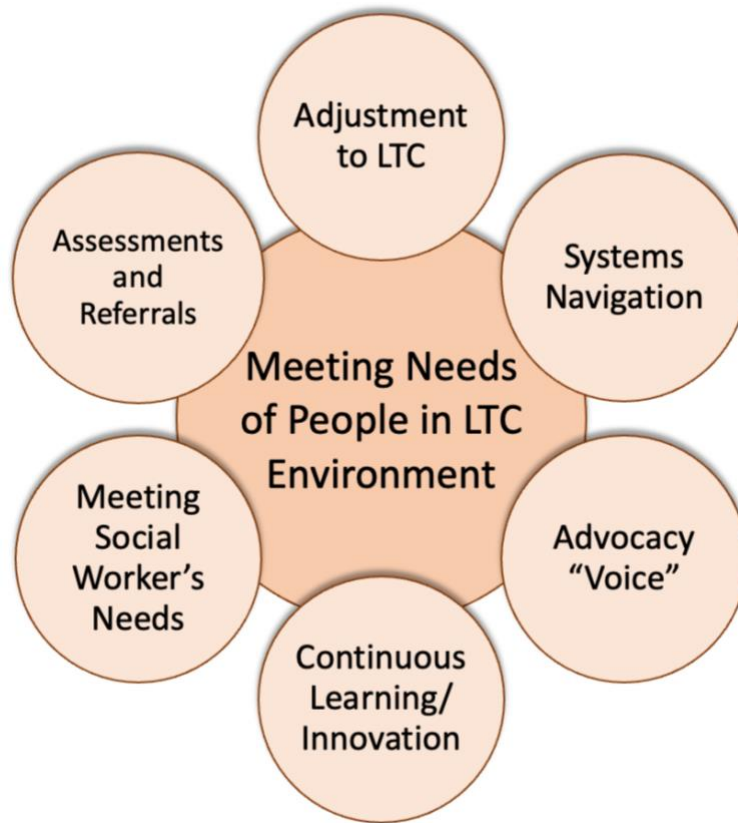 Adjustment
to LTC
Systems
Navigation
Advocacy
“Voice”
Continuous
Learning/
Innovation
Meeting
Social
Worker’s
Needs
Assessments
and
Referrals
Meeting Needs
of People in LTC
Environment